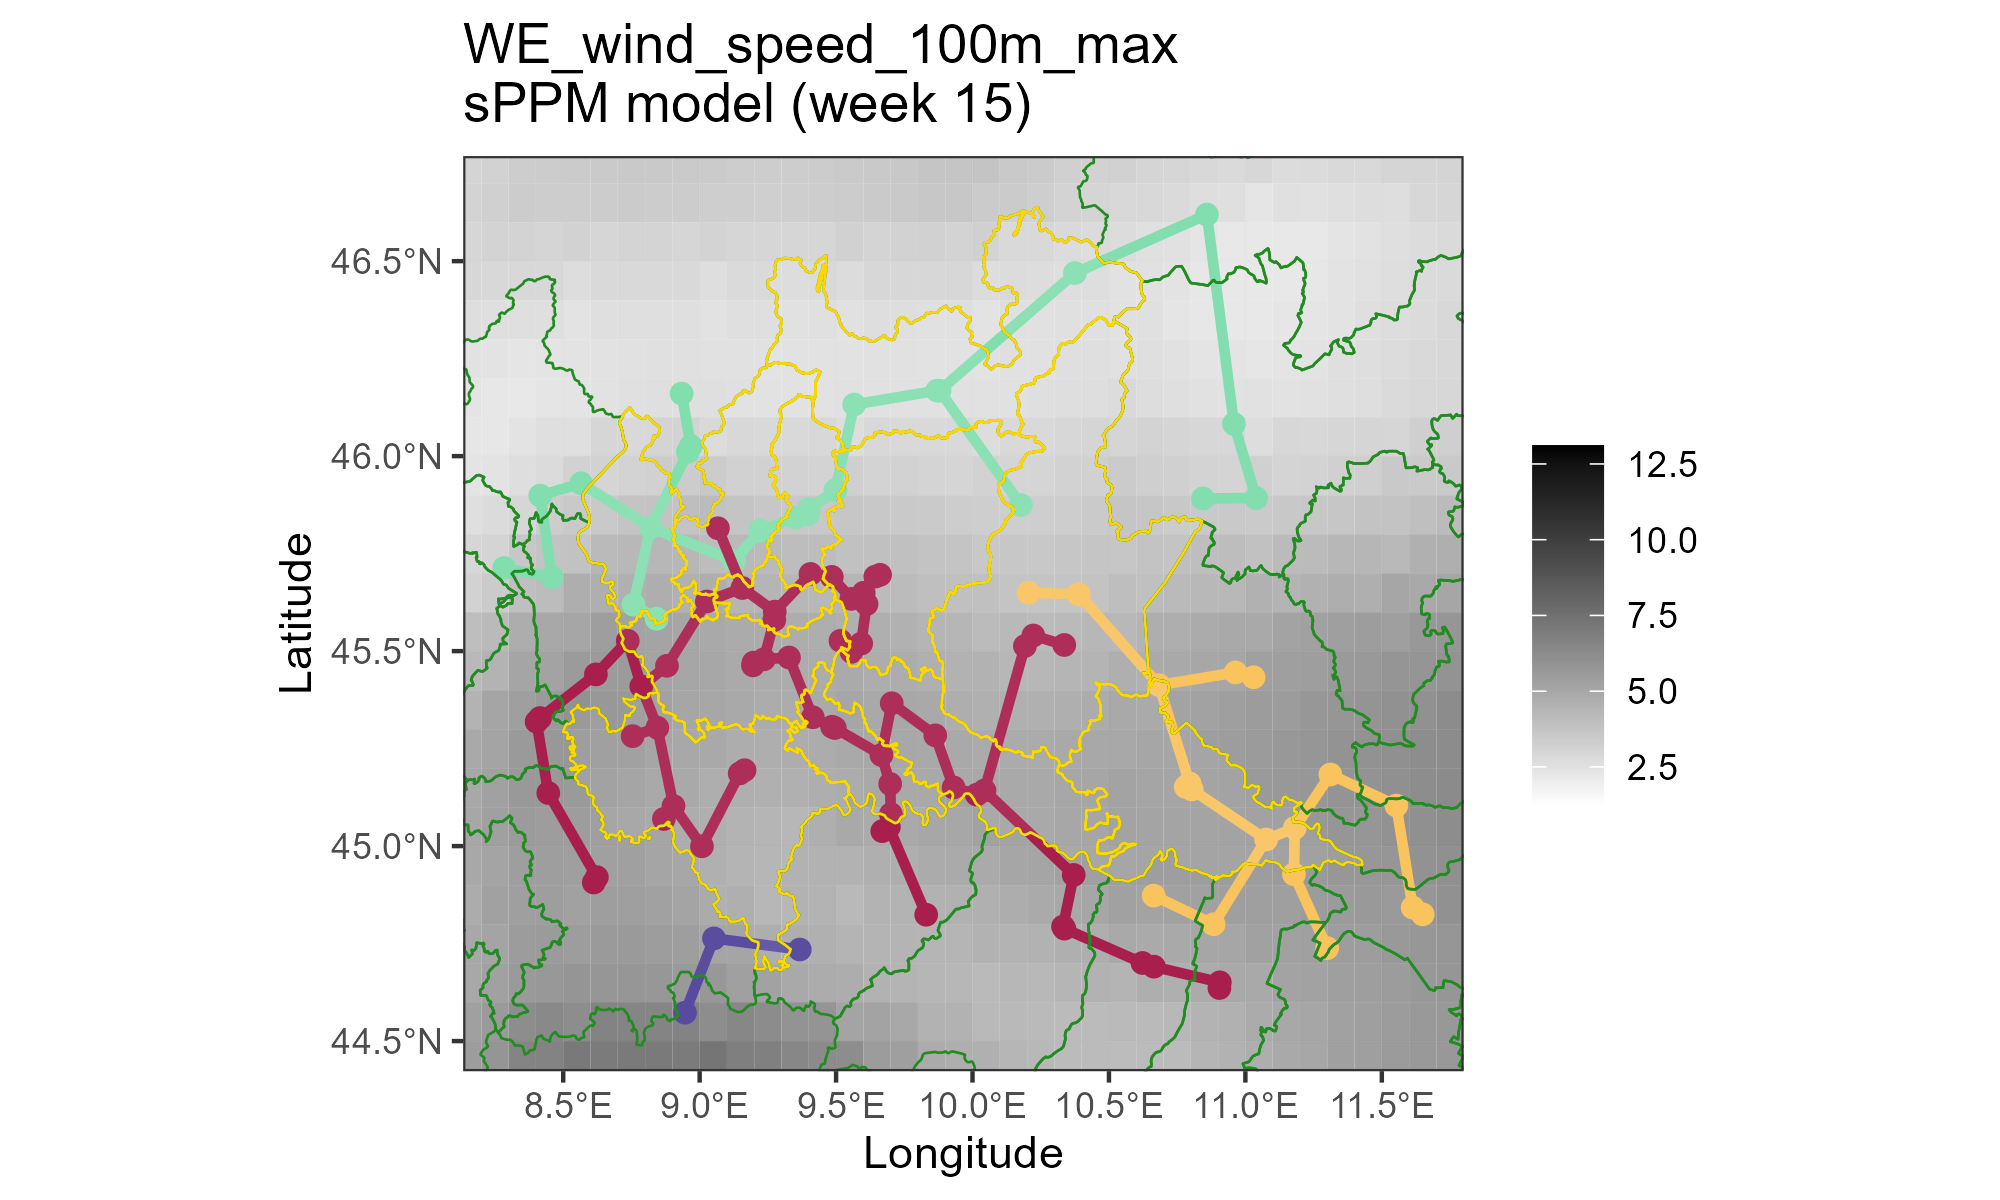 WE_wind_speed_100m_max
sPPM model (week 15)
Latitude
46.5°N
46.0°N
45.5°N
45.0°N
44.5°N
8.5°E
9.0°E
9.5°E
10.0°E
10.5°E
11.0°E
11.5°E
Longitude
12.5
10.0
7.5
5.0
2.5